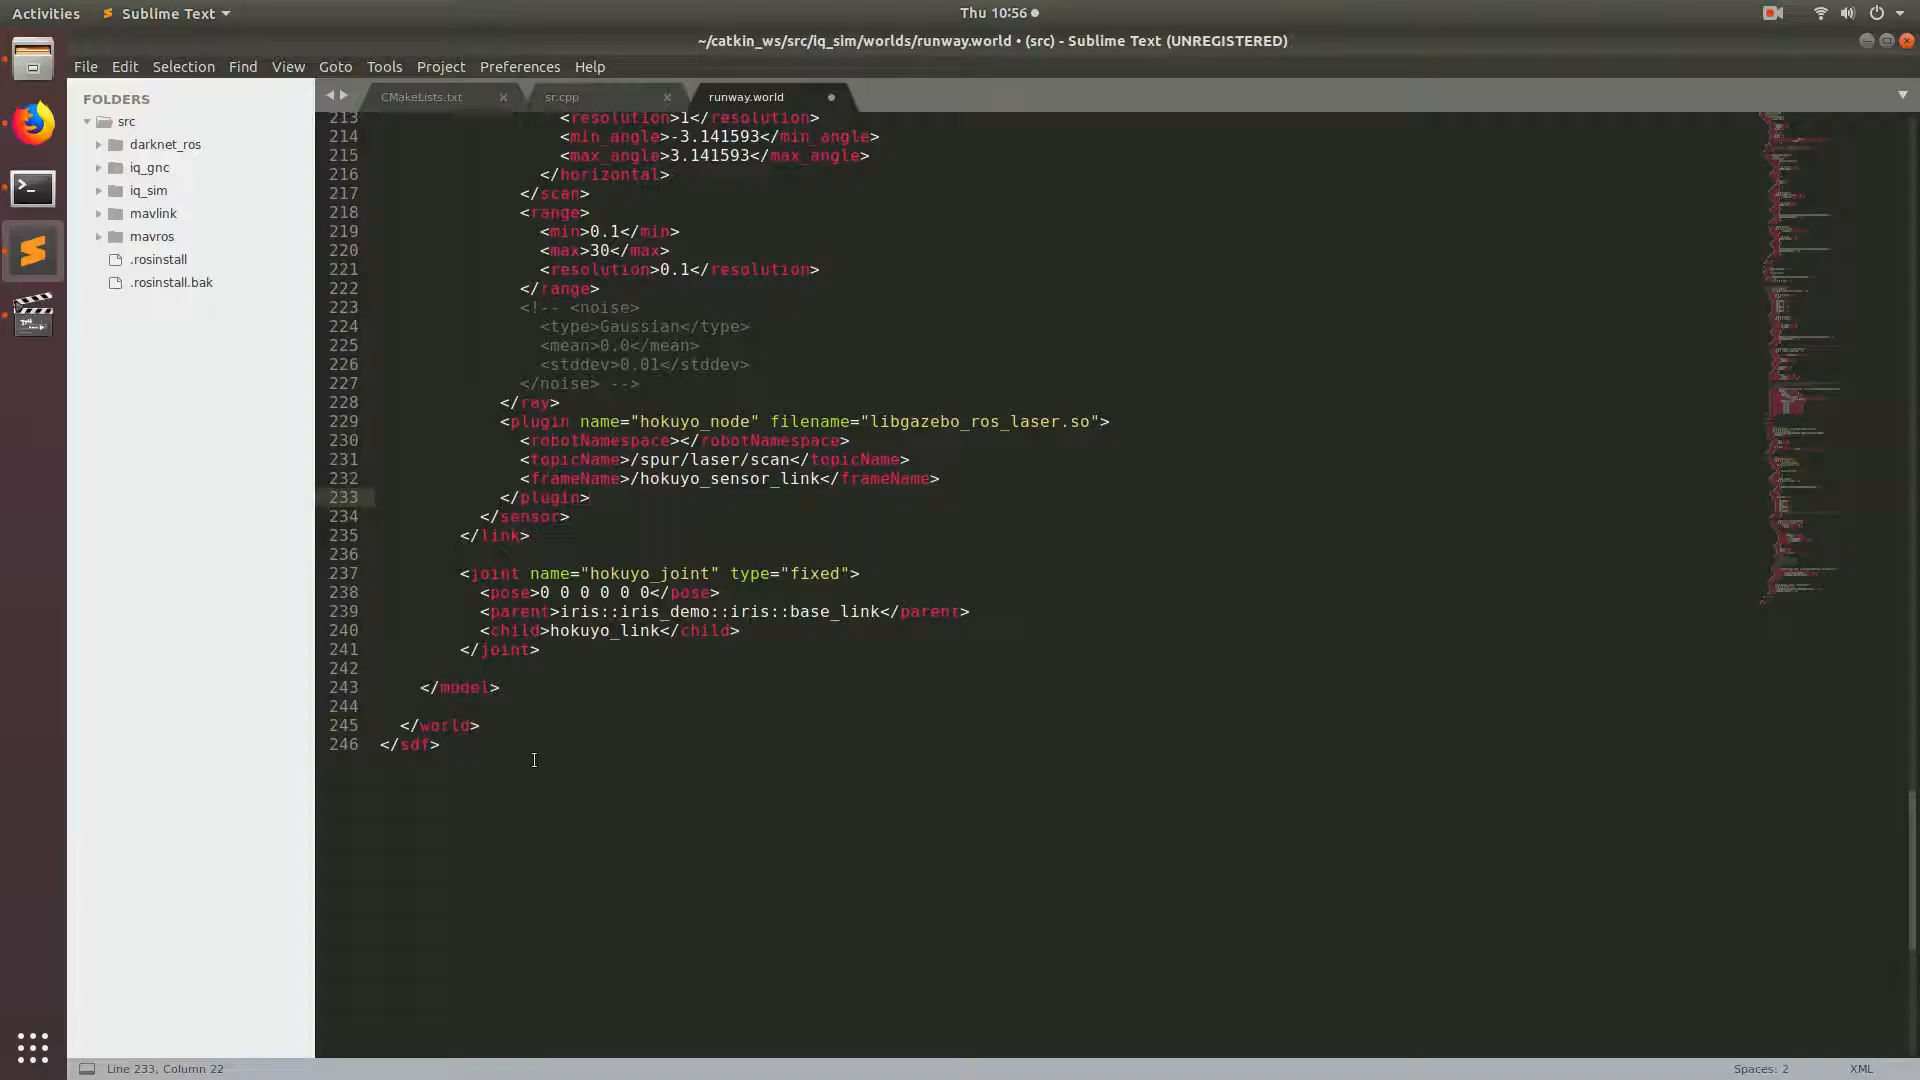 Activities Sublime Text Thu 10:56
~/catkin_ws/src/iq_sim/worlds/runway.world • (src) - Sublime Text (UNREGISTERED)
File Edit Selection Find View Goto Tools Project Preferences Help
FOLDERS
src
darknet_ros
iq_gnc
iq_sim
mavlink
mavros
.rosinstall
.rosinstall.bak
CMakeLists.txt sr.cpp runway.world
213 <resolution>1</resolution>
214 <min_angle>-3.141593</min_angle>
215 <max_angle>3.141593</max_angle>
216 </horizontal>
217 </scan>
218 <range>
219 <min>0.1</min>
220 <max>30</max>
221 <resolution>0.1</resolution>
222 </range>
223 <!-- <noise>
224 <type>Gaussian</type>
225 <mean>0.0</mean>
226 <stddev>0.01</stddev>
227 </noise> -->
228 </ray>
229 <plugin name="hokuyo_node" filename="libgazebo_ros_laser.so">
230 <robotNamespace></robotNamespace>
231 <topicName>/spur/laser/scan</topicName>
232 <frameName>/hokuyo_sensor_link</frameName>
233 </plugin>
234 </sensor>
235 </link>
236
237 <joint name="hokuyo_joint" type="fixed">
238 <pose>0 0 0 0 0 0</pose>
239 <parent>iris::iris_demo::iris::base_link</parent>
240 <child>hokuyo_link</child>
241 </joint>
242
243 </model>
244
245 </world>
246 </sdf>
Line 233, Column 22 Spaces: 2 XML